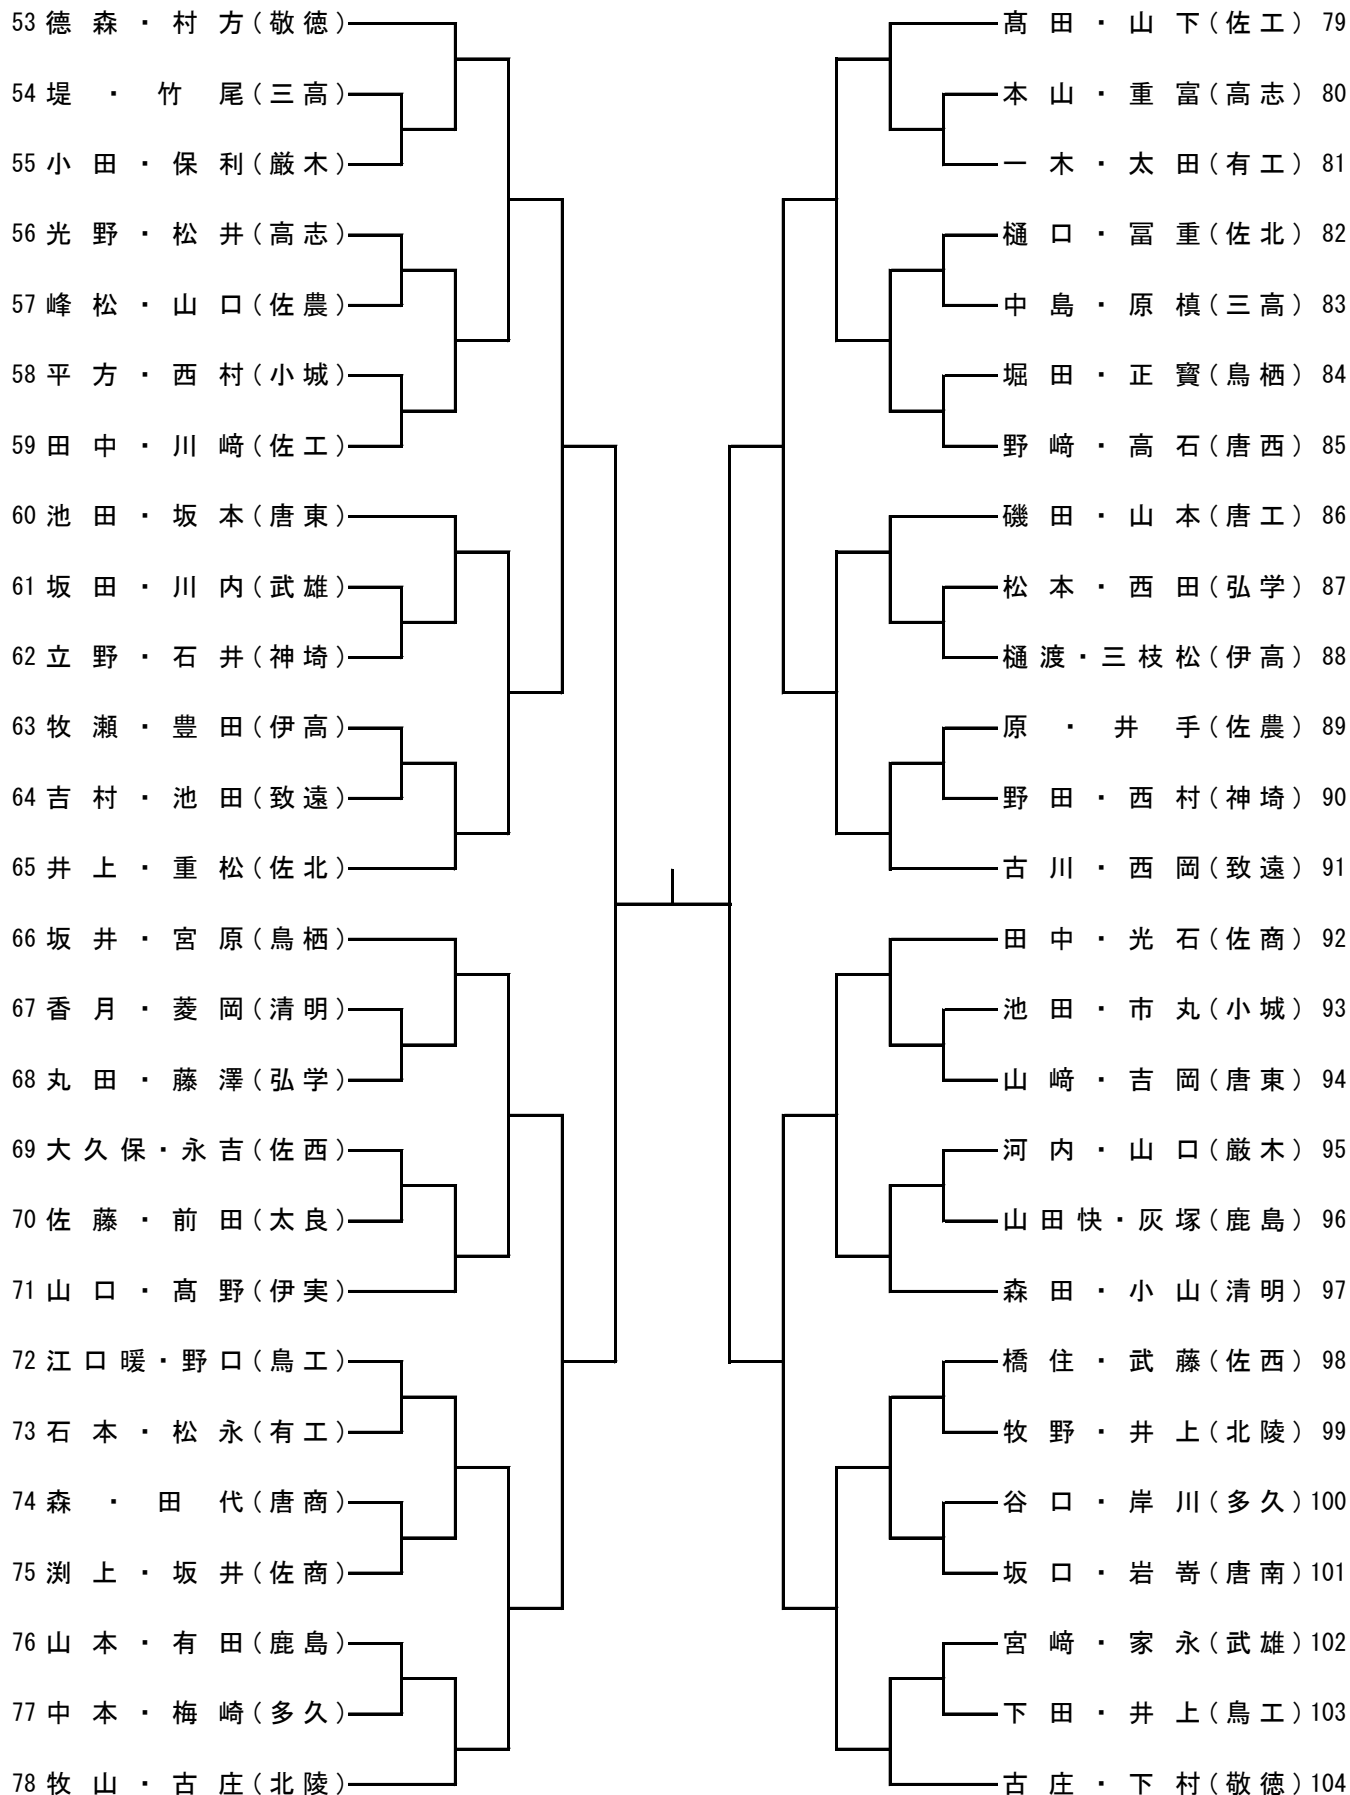 53 德森・村方(敬徳)
54 堤・竹尾(三高)
55 小田・保利(厳木)
56 光野・松井(高志)
57 峰松・山口(佐農)
58 平方・西村(小城)
59 田中・川﨑(佐工)
60 池田・坂本(唐東)
61 坂田・川内(武雄)
62 立野・石井(神埼)
63 牧瀬・豊田(伊高)
64 吉村・池田(致遠)
65 井上・重松(佐北)
66 坂井・宮原(鳥栖)
67 香月・菱岡(清明)
68 丸田・藤澤(弘学)
69 大久保・永吉(佐西)
70 佐藤・前田(太良)
71 山口・髙野(伊実)
72 江口暖・野口(鳥工)
73 石本・松永(有工)
74 森・田代(唐商)
75 渕上・坂井(佐商)
76 山本・有田(鹿島)
77 中本・梅崎(多久)
78 牧山・古庄(北陵)
髙田・山下(佐工) 79
本山・重富(高志) 80
一木・太田(有工) 81
樋口・冨重(佐北) 82
中島・原槙(三高) 83
堀田・正寳(鳥栖) 84
野﨑・高石(唐西) 85
磯田・山本(唐工) 86
松本・西田(弘学) 87
樋渡・三枝松(伊高) 88
原・井手(佐農) 89
野田・西村(神埼) 90
古川・西岡(致遠) 91
田中・光石(佐商) 92
池田・市丸(小城) 93
山﨑・吉岡(唐東) 94
河内・山口(厳木) 95
山田快・灰塚(鹿島) 96
森田・小山(清明) 97
橋住・武藤(佐西) 98
牧野・井上(北陵) 99
谷口・岸川(多久) 100
坂口・岩嵜(唐南) 101
宮﨑・家永(武雄) 102
下田・井上(鳥工) 103
古庄・下村(敬徳) 104